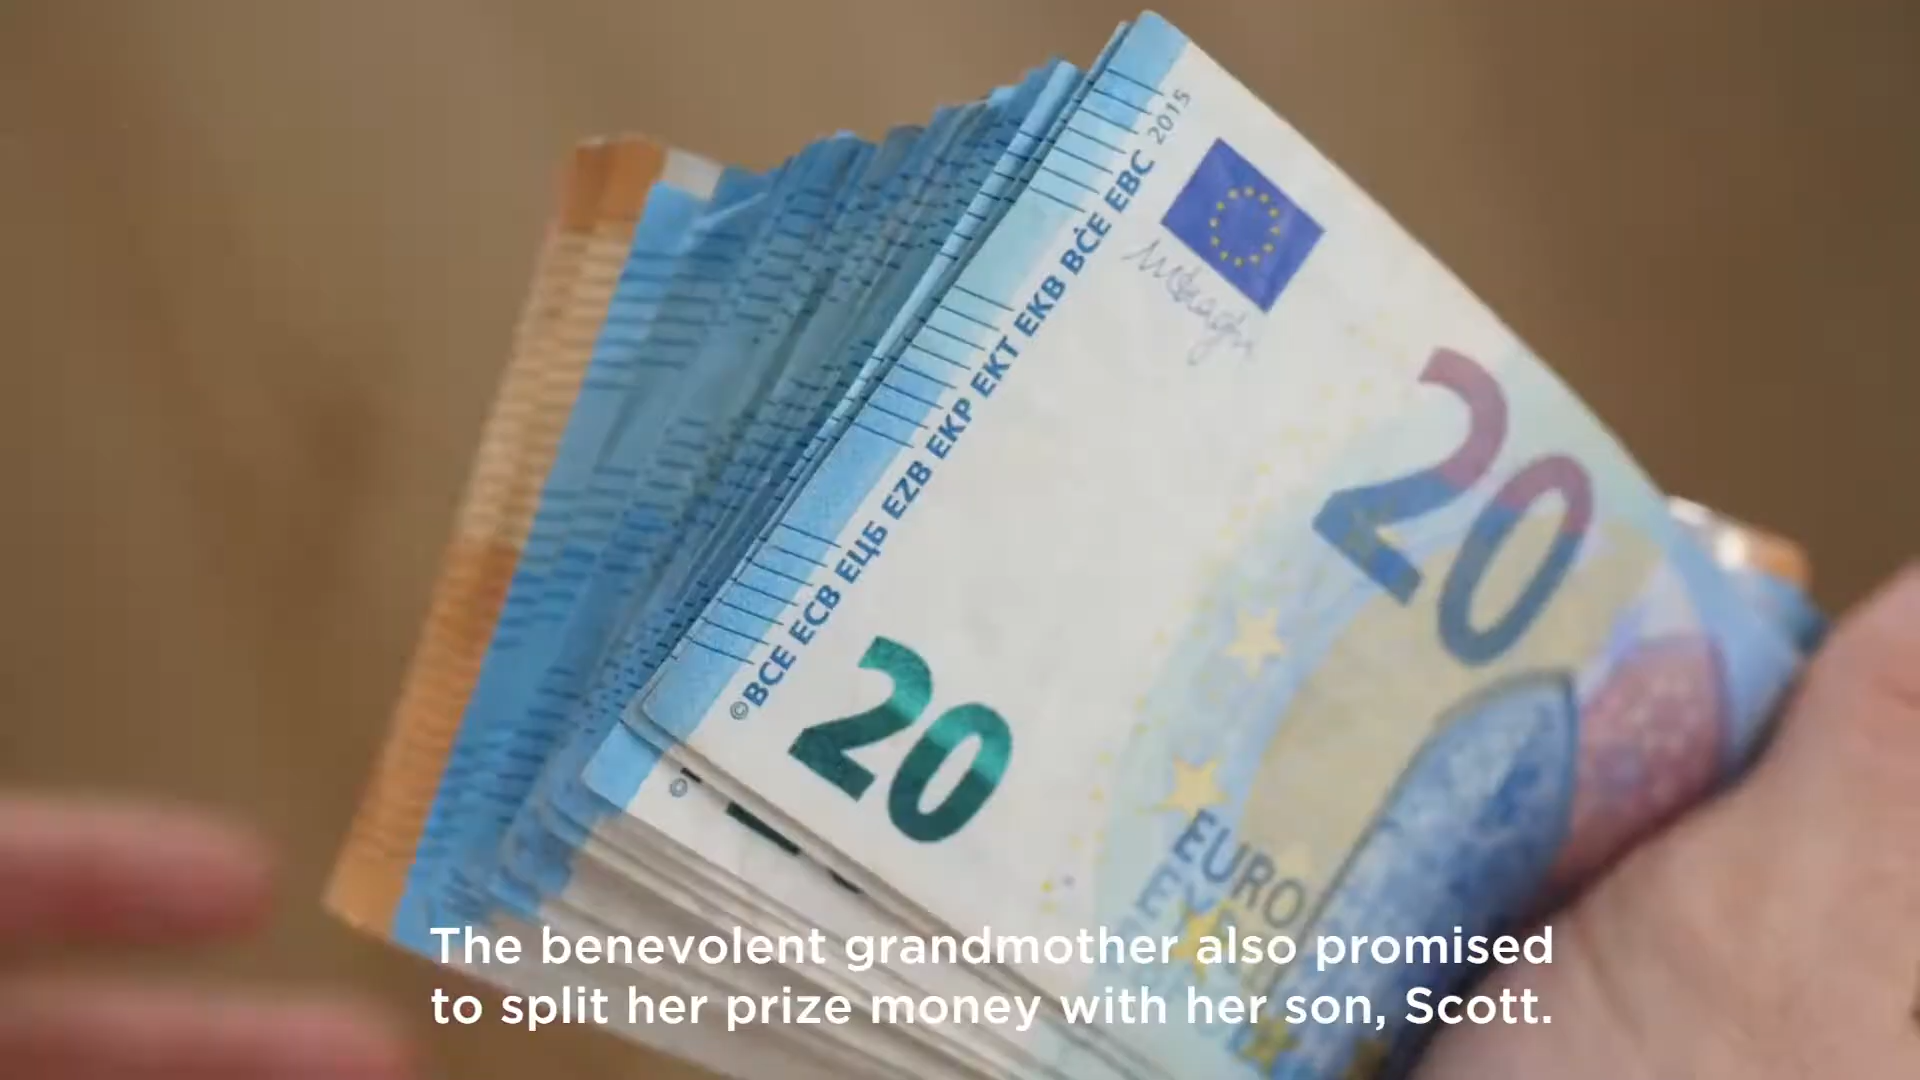 ©BCE ECB ЕЦБ EZB EKP EKT EKB BĊE EBC 2015
20
20
EURO
©
The benevolent grandmother also promised
to split her prize money with her son, Scott.